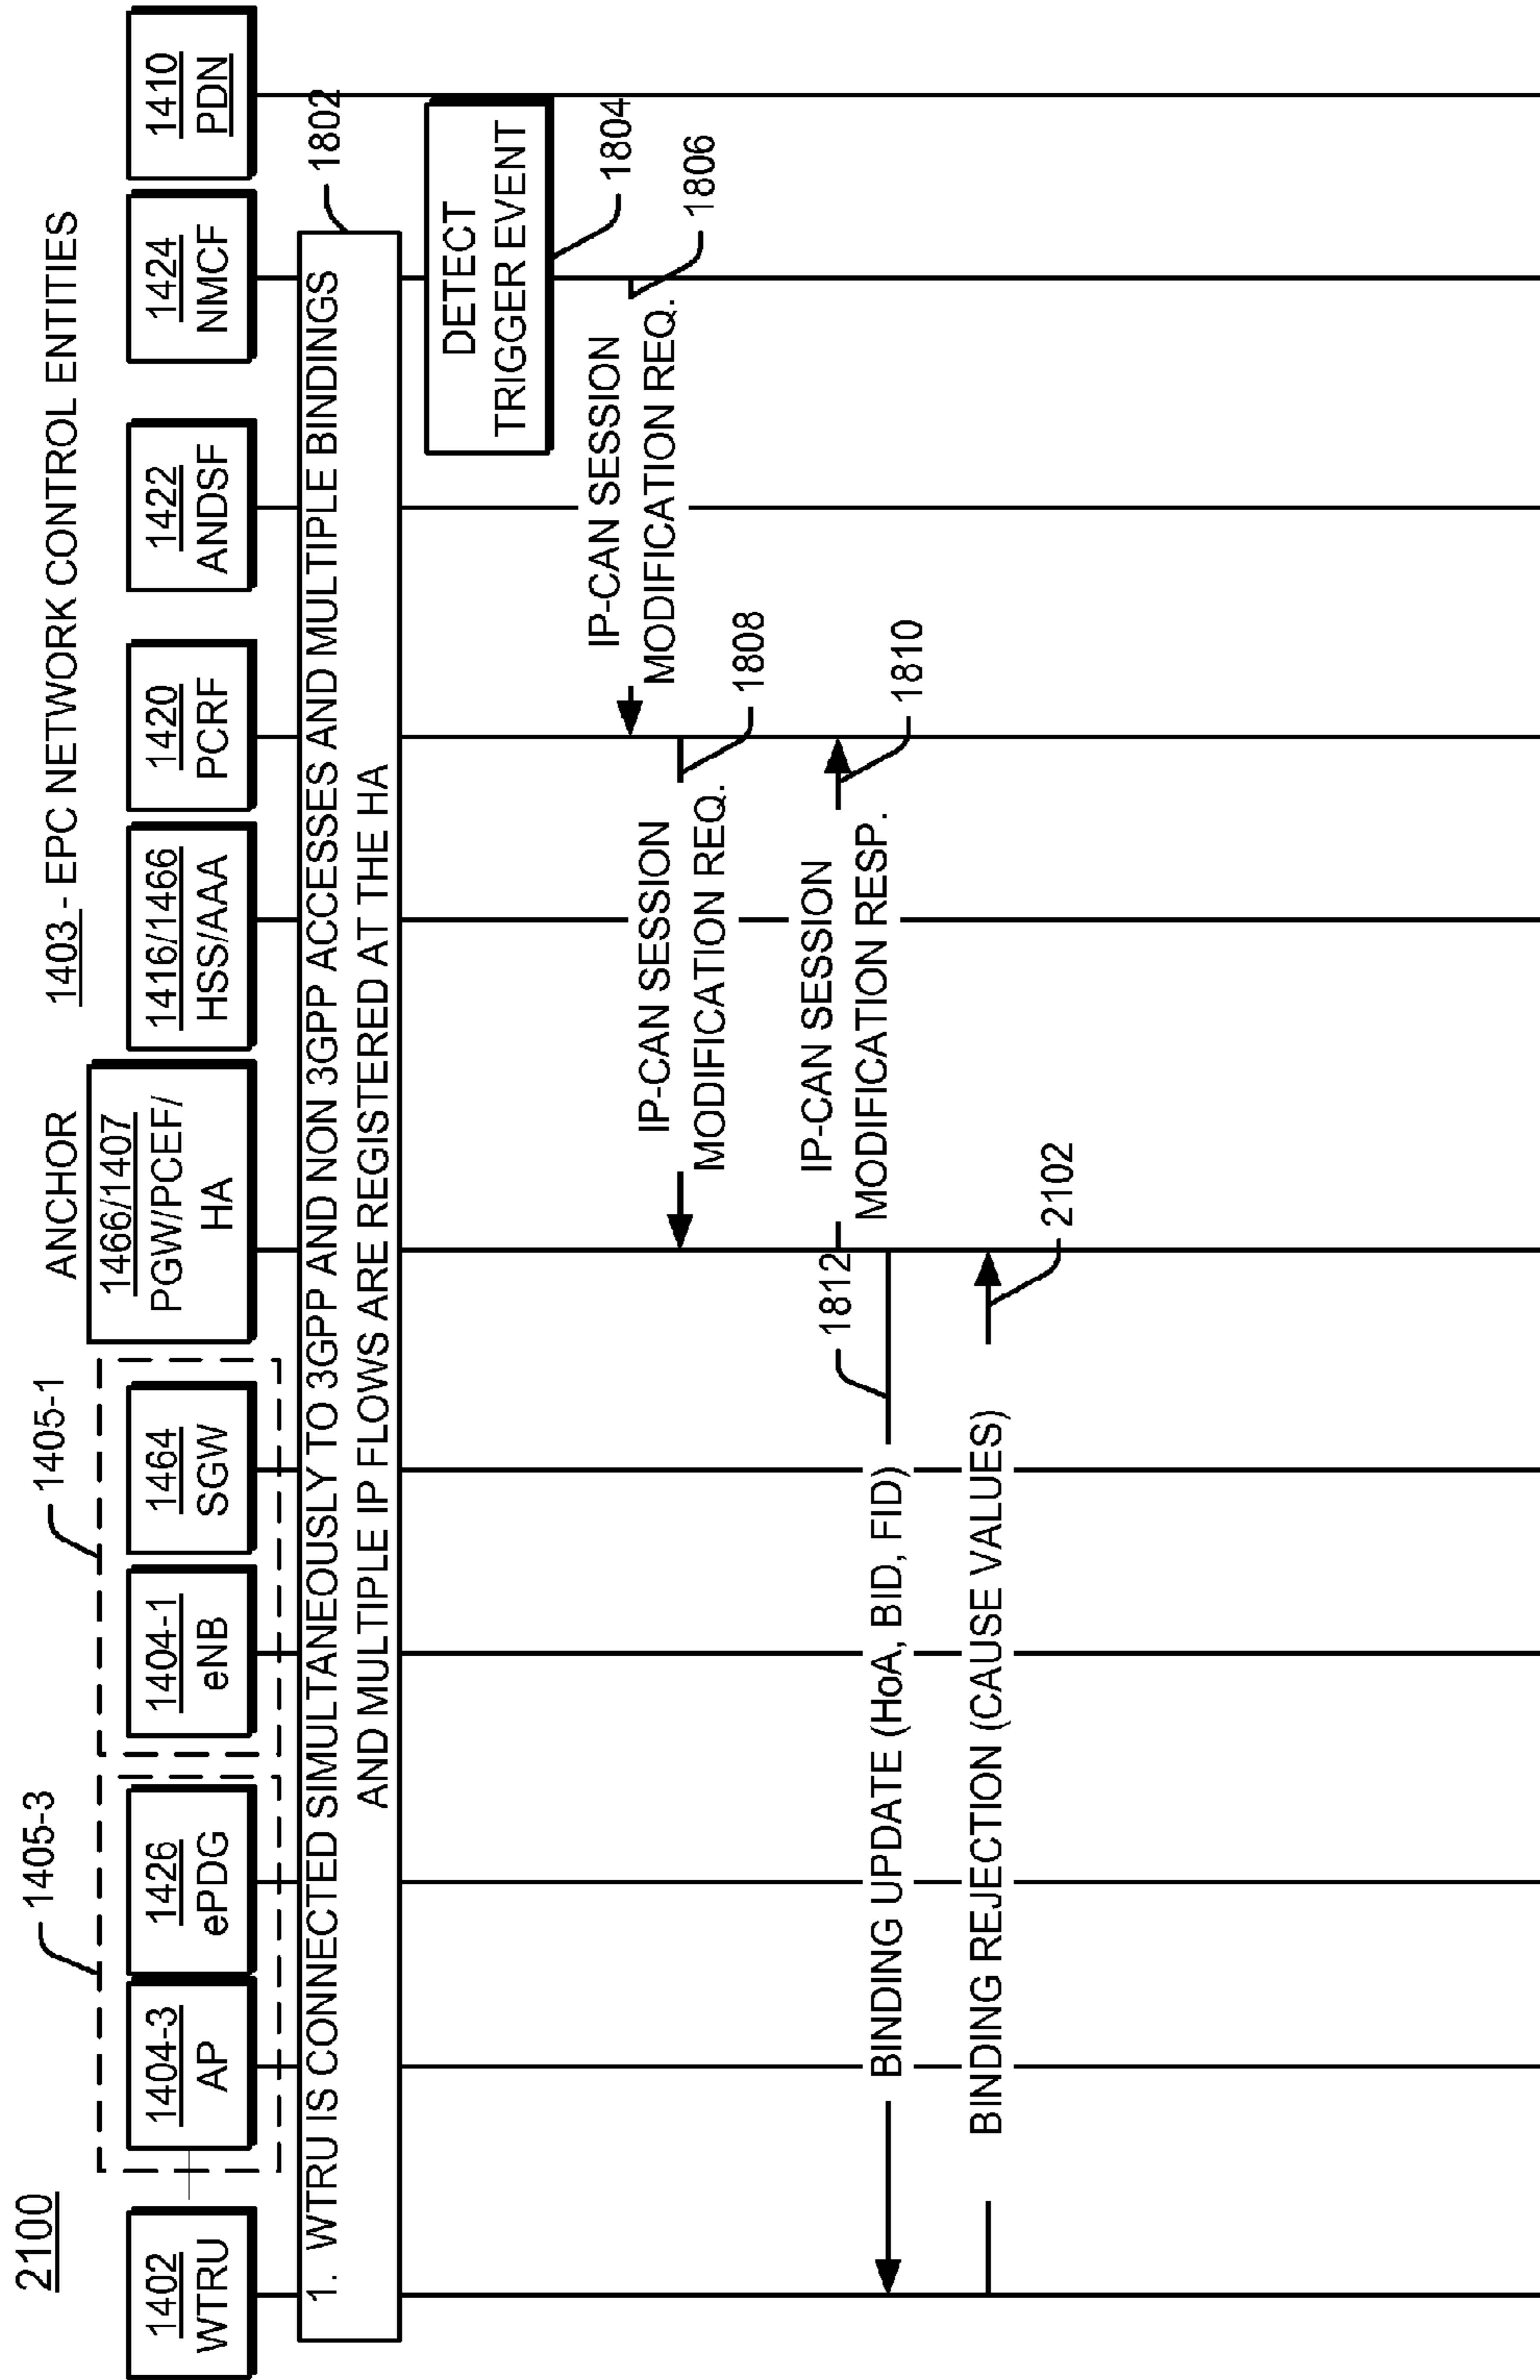 2100
1405-3
1405-1
ANCHOR
1403 - EPC NETWORK CONTROL ENTITIES
1402
WTRU
1404-3
AP
1426
ePDG
1404-1
eNB
1464
SGW
1466/1407
PGW/PCEF/
HA
1416/1466
HSS/AAA
1420
PCRF
1422
ANDSF
1424
NMCF
1410
PDN
1. WTRU IS CONNECTED SIMULTANEOUSLY TO 3GPP AND NON 3GPP ACCESSES AND MULTIPLE BINDINGS
AND MULTIPLE IP FLOWS ARE REGISTERED AT THE HA
1802
DETECT
TRIGGER EVENT
1804
IP-CAN SESSION
MODIFICATION REQ.
1806
IP-CAN SESSION
MODIFICATION REQ.
1808
IP-CAN SESSION
MODIFICATION RESP.
1810
1812
BINDING UPDATE (HoA, BID, FID)
BINDING REJECTION (CAUSE VALUES)
2102